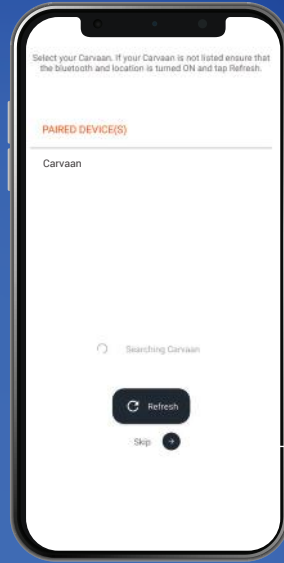 Select your Carvaan. If your Carvaan is not listed ensure that
the bluetooth and location is turned ON and tap Refresh.
PAIRED DEVICE(S)
Carvaan
Searching Carvaan
Refresh
Skip